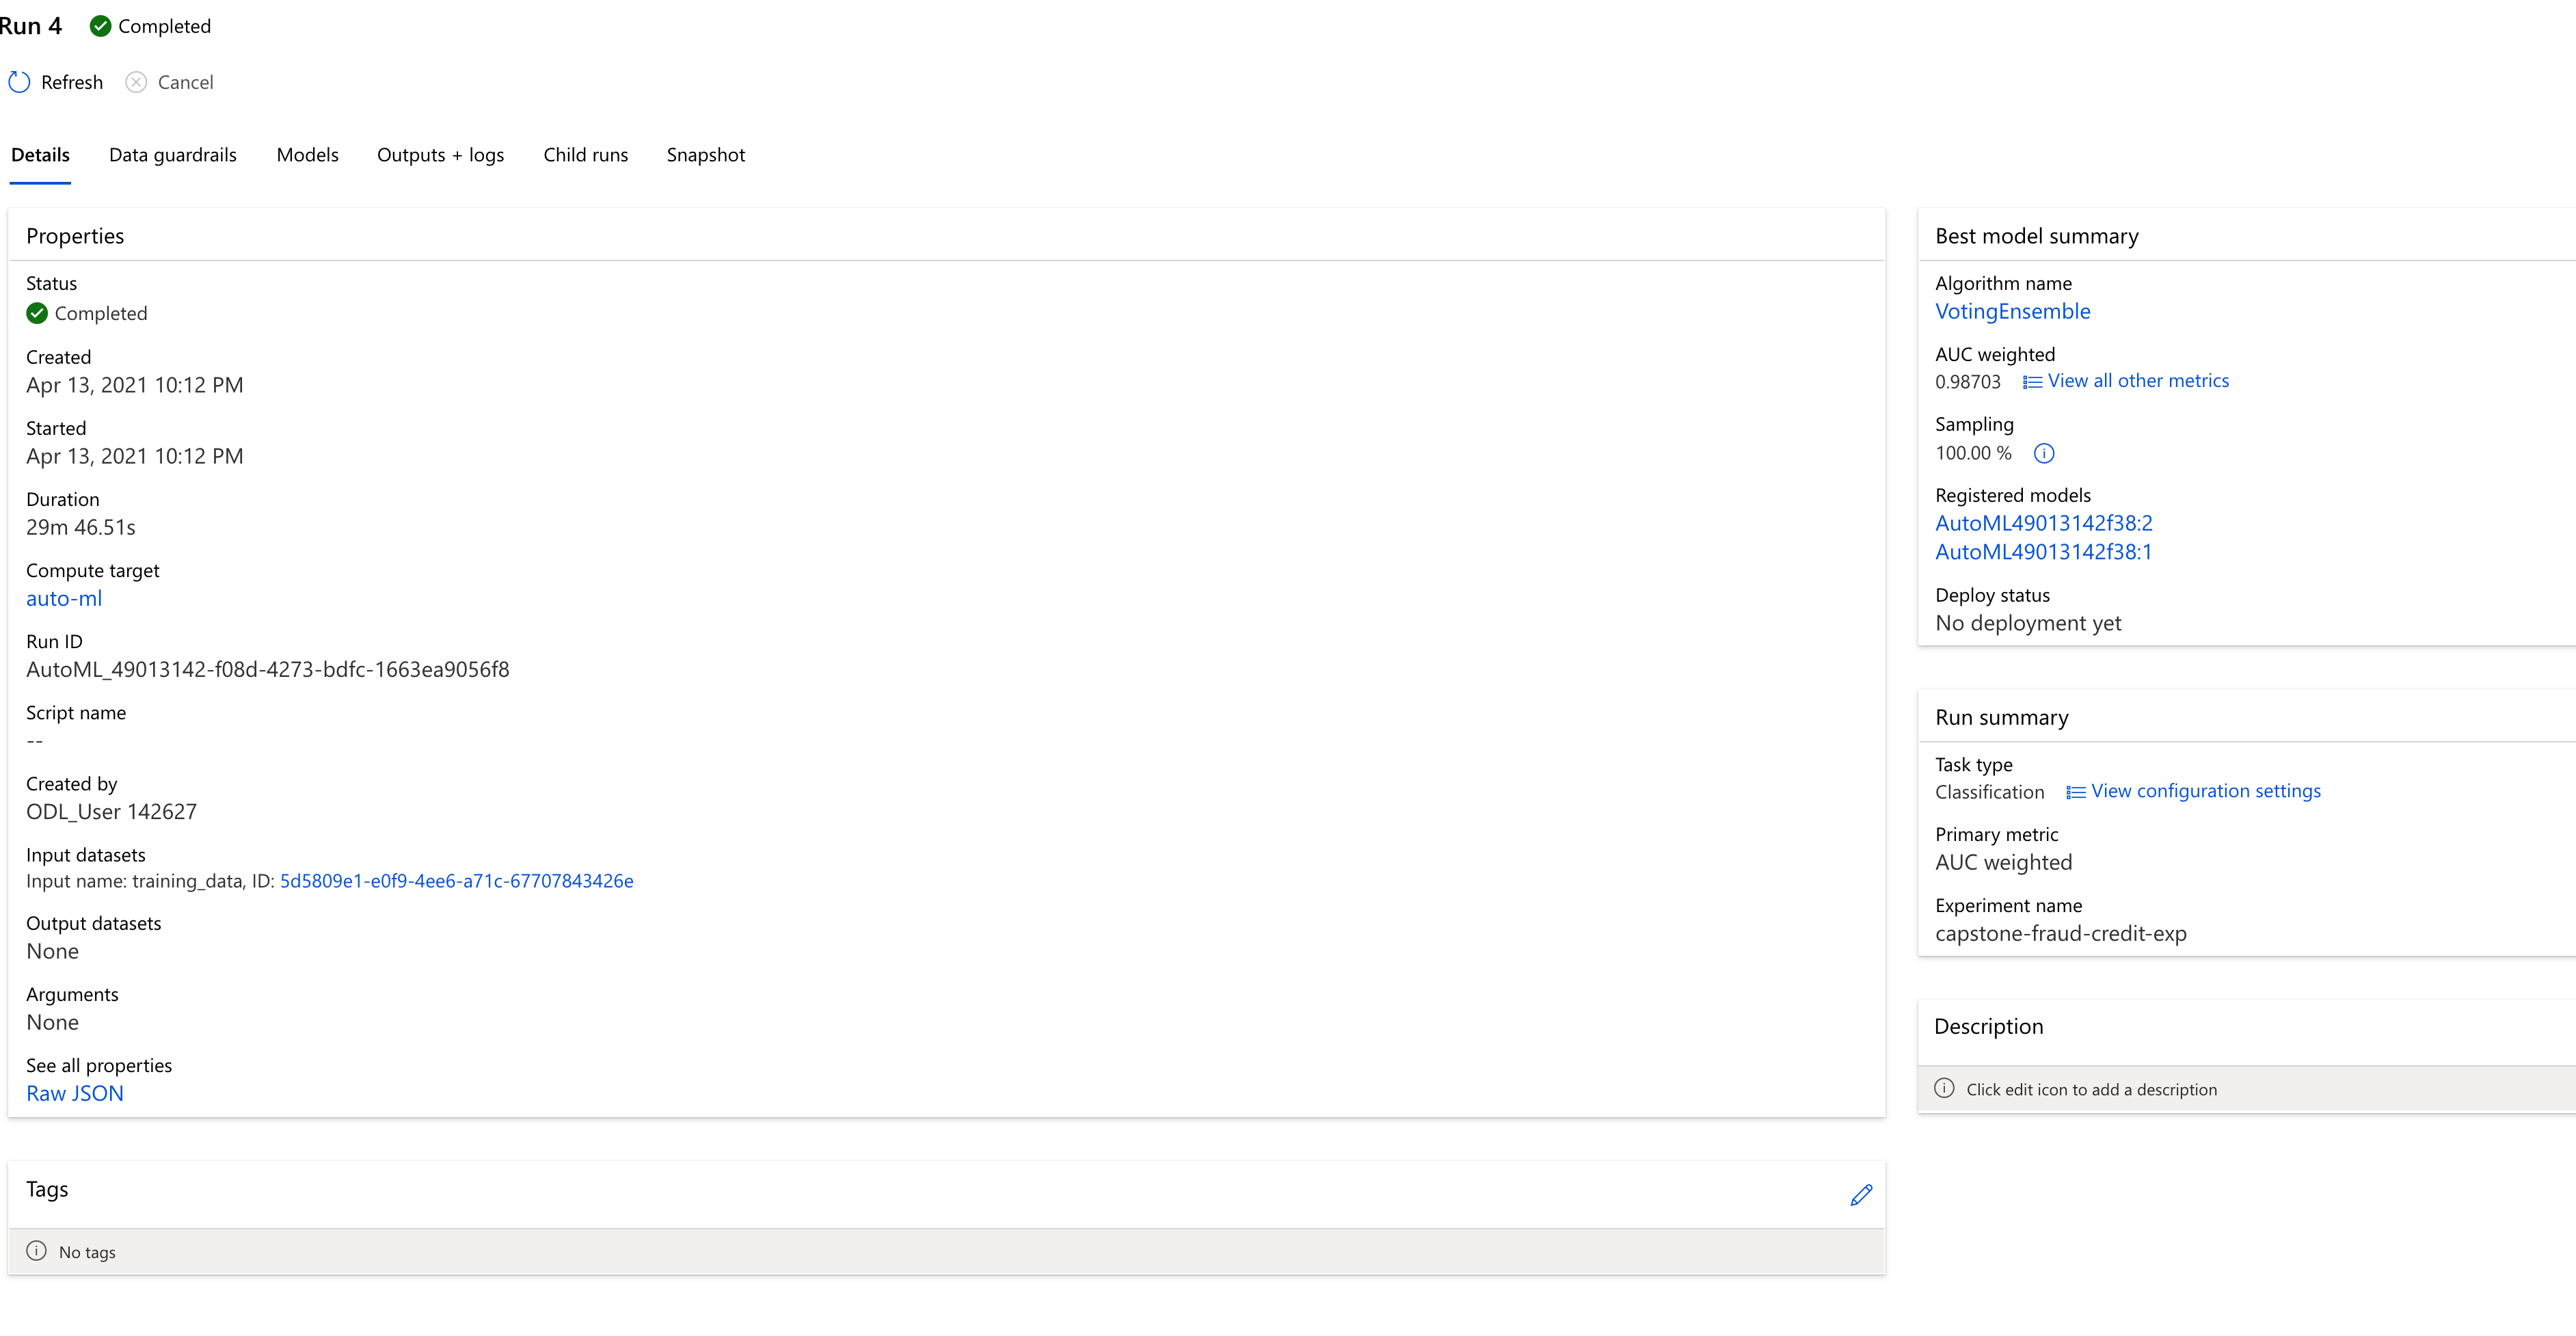 Run 4 Completed
Refresh Cancel
Details Data guardrails Models Outputs + logs Child runs Snapshot
Properties
Status
Completed
Created
Apr 13, 2021 10:12 PM
Started
Apr 13, 2021 10:12 PM
Duration
29m 46.51s
Compute target
auto-ml
Run ID
AutoML_49013142-f08d-4273-bdfc-1663ea9056f8
Script name
--
Created by
ODL_User 142627
Input datasets
Input name: training_data, ID: 5d5809e1-e0f9-4ee6-a71c-67707843426e
Output datasets
None
Arguments
None
See all properties
Raw JSON
Tags
No tags
Best model summary
Algorithm name
VotingEnsemble
AUC weighted
0.98703 View all other metrics
Sampling
100.00 %
Registered models
AutoML49013142f38:2
AutoML49013142f38:1
Deploy status
No deployment yet
Run summary
Task type
Classification View configuration settings
Primary metric
AUC weighted
Experiment name
capstone-fraud-credit-exp
Description
Click edit icon to add a description